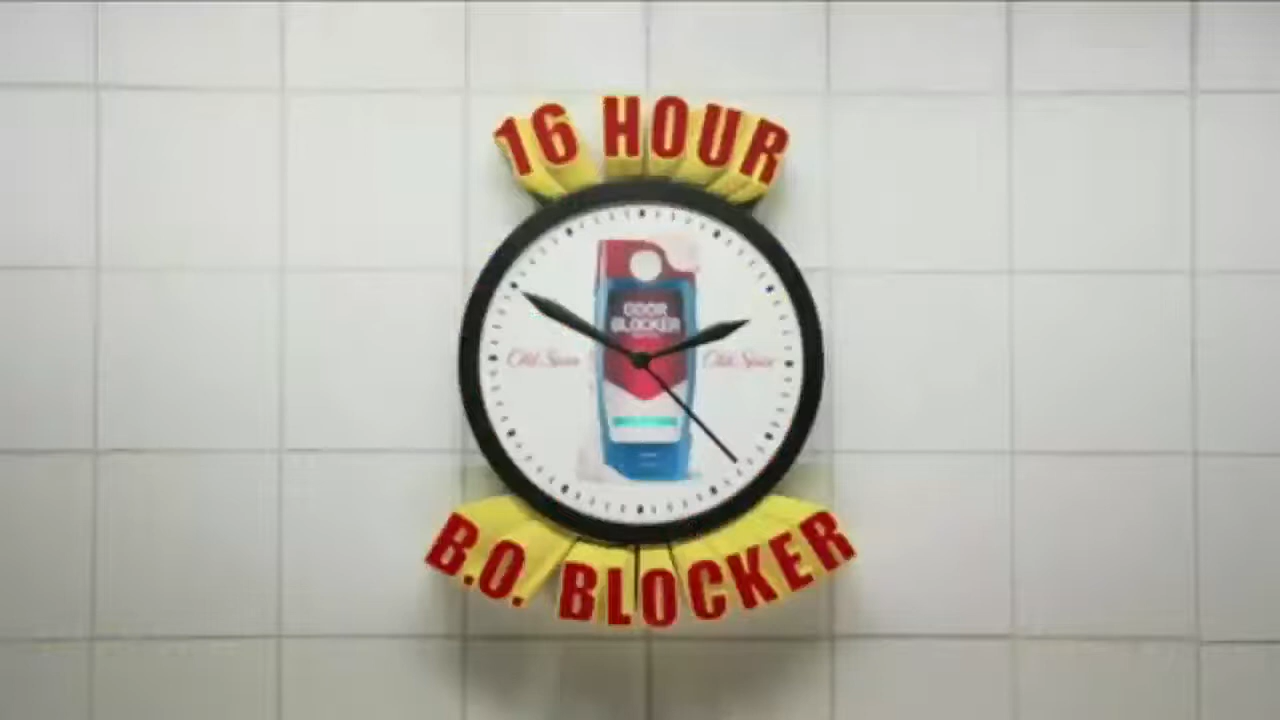 16 HOUR
ODOR
BLOCKER
Old Spice Old Spice
B.O. BLOCKER